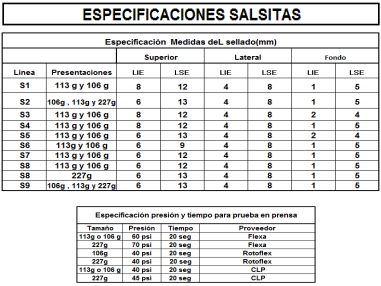 ESPECIFICACIONES SALSITAS
Especificación Medidas deL sellado(mm)
Superior Lateral Fondo
Linea Presentaciones LIE LSE LIE LSE LIE LSE
S1 113 g y 106 g 8 12 4 8 1 5
S2 106g , 113g y 227g 6 13 4 8 1 5
S3 113 g y 106 g 8 12 4 8 2 4
S4 113 g y 106 g 8 12 4 8 1 5
S5 113 g y 106 g 6 13 4 8 2 4
S6 113 g y 106 g 6 9 4 8 1 5
S7 113 g y 106 g 6 12 4 8 1 5
S8 113 g y 106 g 6 12 4 8 1 5
S8 227g 6 13 4 8 1 5
S9 106g, 113g y 227g 6 13 4 8 1 5
Especificación presión y tiempo para prueba en prensa
Tamaño Presión Tiempo Proveedor
113g o 106 g 60 psi 20 seg Flexa
227g 70 psi 20 seg Flexa
106g 40 psi 20 seg Rotoflex
227g 40 psi 20 seg Rotoflex
113g o 106g 40 psi 20 seg CLP
227g 45 psi 20 seg CLP